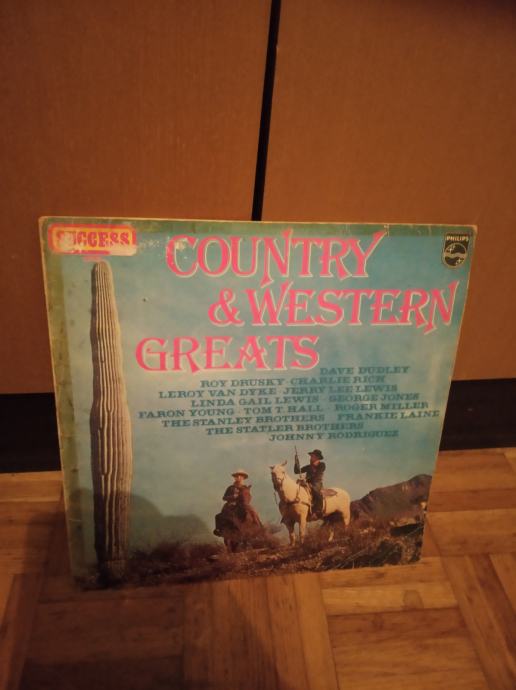 SUCCESS
PHILIPS
COUNTRY
& WESTERN
GREATS
DAVE DUDLEY
ROY DRUSKY · CHARLIE RICH
LEROY VAN DYKE · JERRY LEE LEWIS
LINDA GAIL LEWIS · GEORGE JONES
FARON YOUNG · TOM T. HALL · ROGER MILLER
THE STANLEY BROTHERS FRANKIE LAINE
THE STATLER BROTHERS
JOHNNY RODRIGUEZ